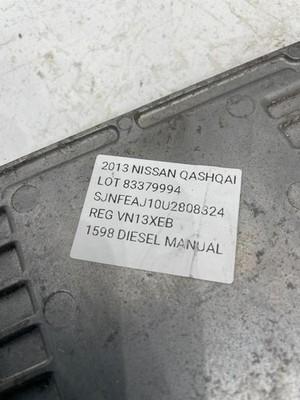 2013 NISSAN QASHQAI
LOT 83379994
SJNFEAJ10U2808324
REG VN13XEB
1598 DIESEL MANUAL